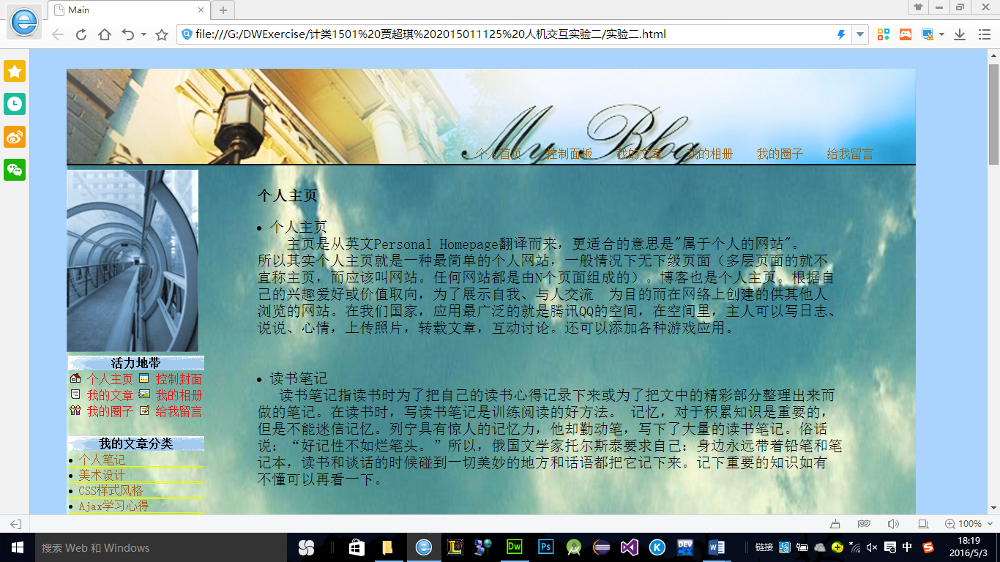 Main
file:///G:/DWExercise/计类1501%20贾超琪%202015011125%20人机交互实验二/实验二.html
My Blog
个人首页 控制面板 我的文章 我的相册 我的圈子 给我留言
个人主页
个人主页
主页是从英文Personal Homepage翻译而来，更适合的意思是"属于个人的网站"。
所以其实个人主页就是一种最简单的个人网站，一般情况下无下级页面（多层页面的就不
宜称主页，而应该叫网站。任何网站都是由N个页面组成的）。博客也是个人主页。根据自
己的兴趣爱好或价值取向，为了展示自我、与人交流 为目的而在网络上创建的供其他人
浏览的网站。在我们国家，应用最广泛的就是腾讯QQ的空间，在空间里，主人可以写日志、
说说、心情，上传照片，转载文章，互动讨论。还可以添加各种游戏应用。
读书笔记
读书笔记指读书时为了把自己的读书心得记录下来或为了把文中的精彩部分整理出来而
做的笔记。在读书时，写读书笔记是训练阅读的好方法。 记忆，对于积累知识是重要的，
但是不能迷信记忆。列宁具有惊人的记忆力，他却勤动笔，写下了大量的读书笔记。俗话
说：“好记性不如烂笔头。”所以，俄国文学家托尔斯泰要求自己：身边永远带着铅笔和笔
记本，读书和谈话的时候碰到一切美妙的地方和话语都把它记下来。记下重要的知识如有
不懂可以再看一下。
活力地带
个人主页 控制封面
我的文章 我的相册
我的圈子 给我留言
我的文章分类
个人笔记
美术设计
CSS样式风格
Ajax学习心得
100%
搜索 Web 和 Windows
Dw
Ps
K
DEV
W
链接
中
18:19
2016/5/3